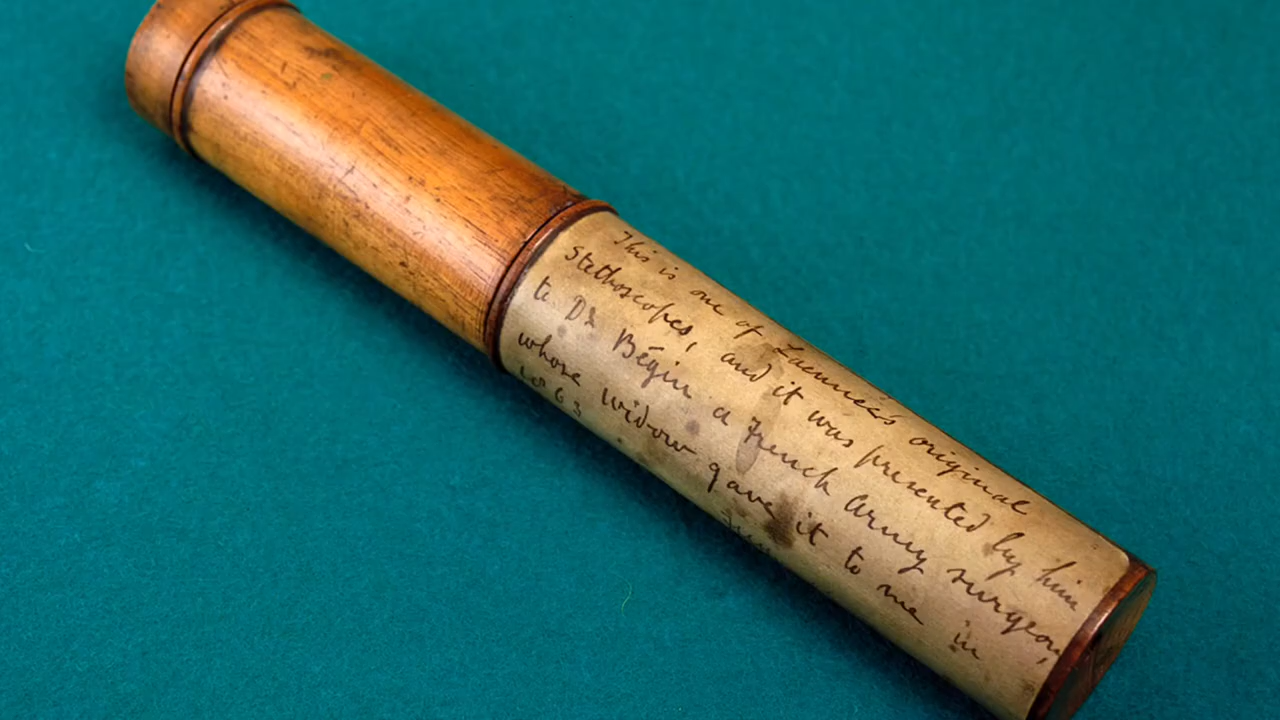 This is one of Laennec's original
Stethoscopes, and it was presented by him
to Dr Bégin a French Army surgeon,
whose widow gave it to me in
1863